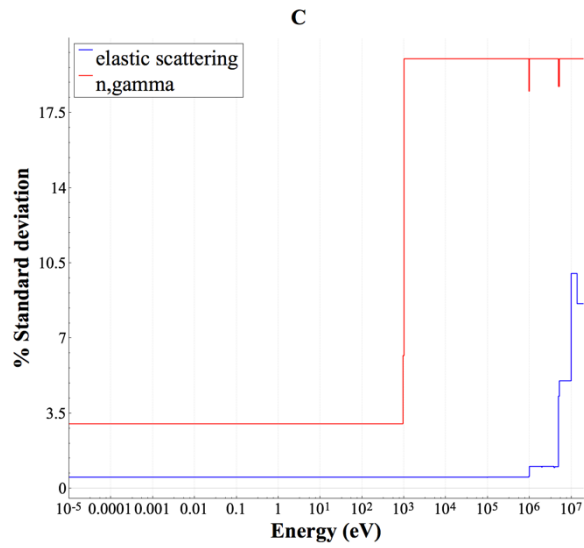 C
elastic scattering
n,gamma
% Standard deviation
17.5
14
10.5
7
3.5
0
10-5 0.0001 0.001 0.01 0.1 1 10¹ 10² 10³ 10⁴ 10⁵ 10⁶ 10⁷
Energy (eV)